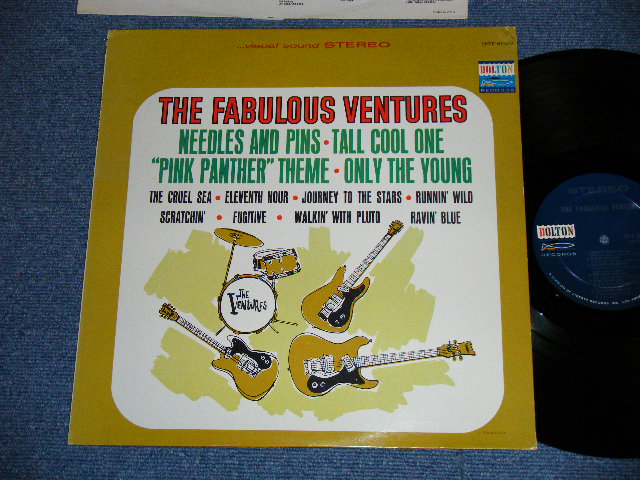 ...visual sound STEREO
DOLTON
RECORDS
THE FABULOUS VENTURES
NEEDLES AND PINS • TALL COOL ONE
"PINK PANTHER" THEME • ONLY THE YOUNG
THE CRUEL SEA • ELEVENTH HOUR • JOURNEY TO THE STARS • RUNNIN' WILD
SCRATCHIN' • FUGITIVE • WALKIN' WITH PLUTO RAVIN' BLUE
THE
VENTURES
STEREO
THE FABULOUS
DOLTON
RECORDS